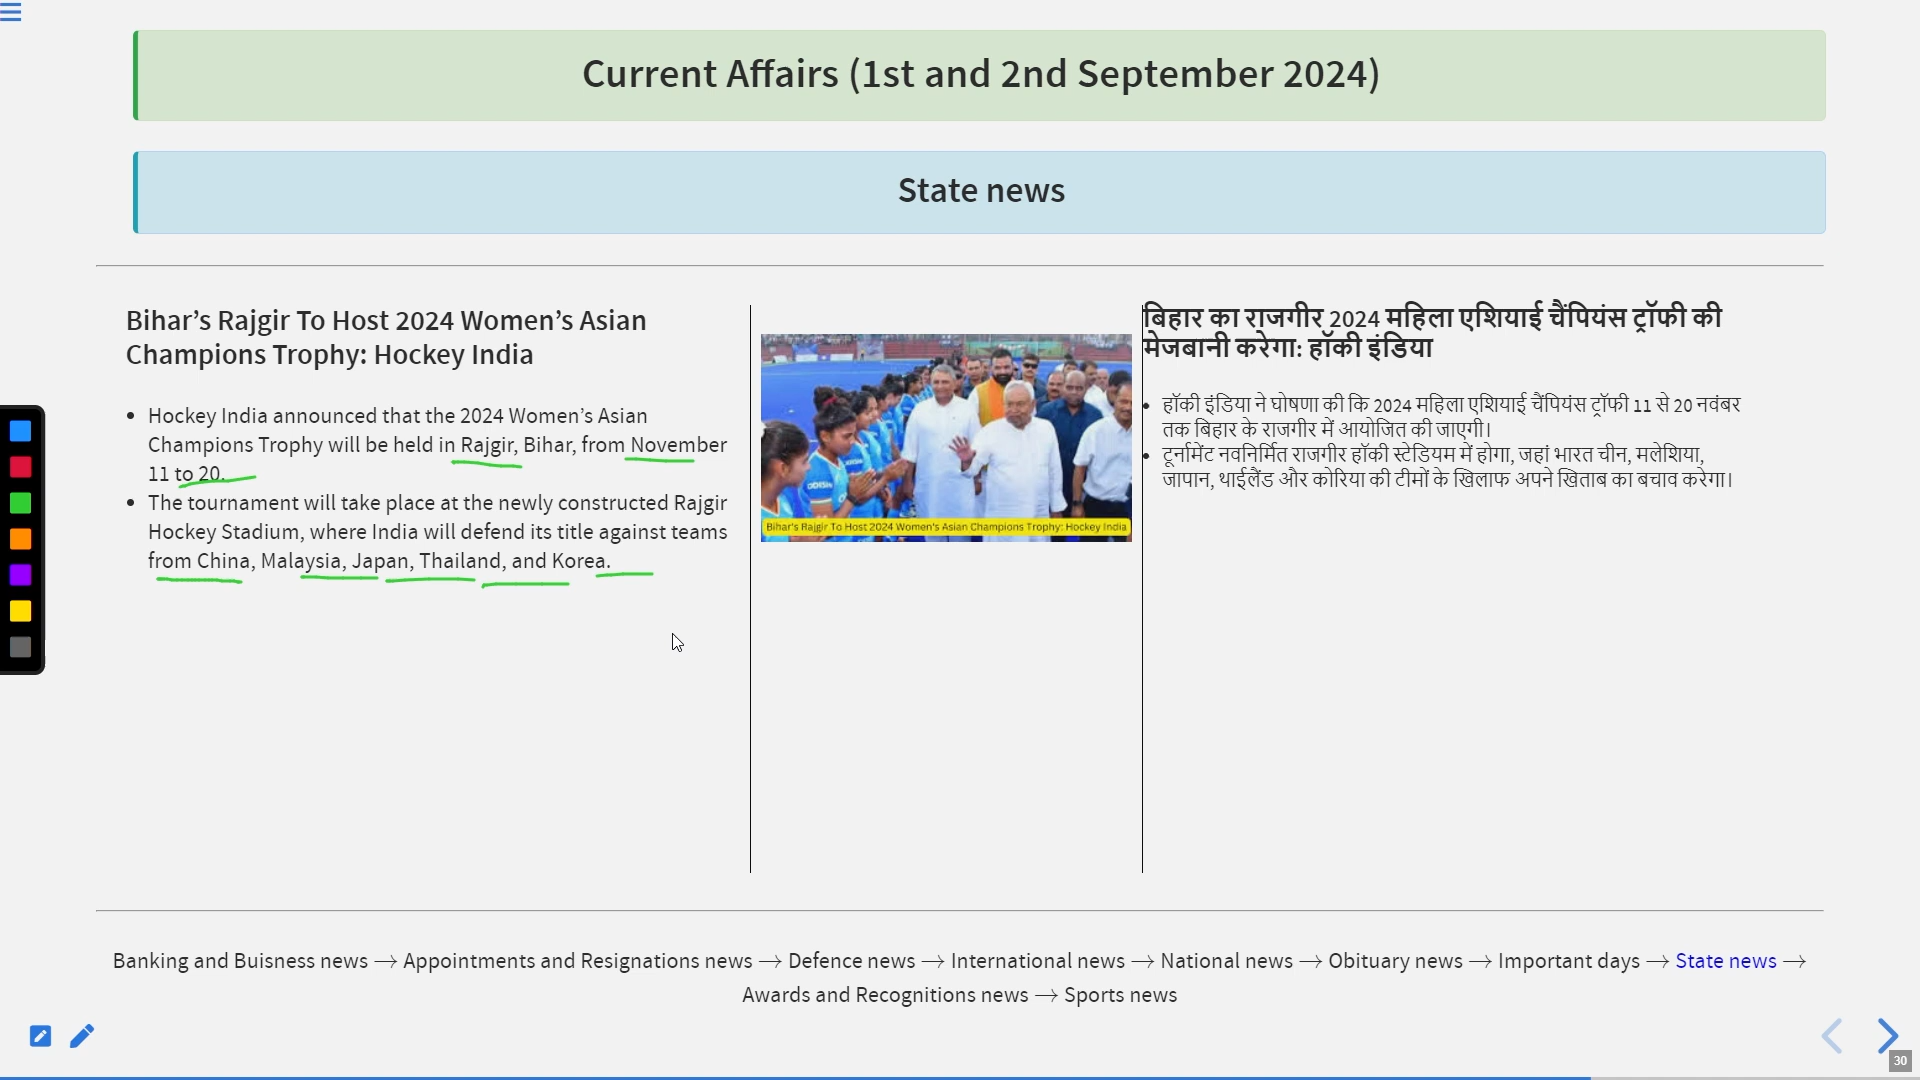 Current Affairs (1st and 2nd September 2024)
State news
Bihar’s Rajgir To Host 2024 Women’s Asian
Champions Trophy: Hockey India
• Hockey India announced that the 2024 Women’s Asian
Champions Trophy will be held in Rajgir, Bihar, from November
11 to 20.
• The tournament will take place at the newly constructed Rajgir
Hockey Stadium, where India will defend its title against teams
from China, Malaysia, Japan, Thailand, and Korea.
ODISHA
Bihar's Rajgir To Host 2024 Women's Asian Champions Trophy: Hockey India
बिहार का राजगीर 2024 महिला एशियाई चैंपियंस ट्रॉफी की
मेजबानी करेगा: हॉकी इंडिया
• हॉकी इंडिया ने घोषणा की कि 2024 महिला एशियाई चैंपियंस ट्रॉफी 11 से 20 नवंबर
तक बिहार के राजगीर में आयोजित की जाएगी।
• टूर्नामेंट नवनिर्मित राजगीर हॉकी स्टेडियम में होगा, जहां भारत चीन, मलेशिया,
जापान, थाईलैंड और कोरिया की टीमों के खिलाफ अपने खिताब का बचाव करेगा।
Banking and Buisness news → Appointments and Resignations news → Defence news → International news → National news → Obituary news → Important days → State news →
Awards and Recognitions news → Sports news
30